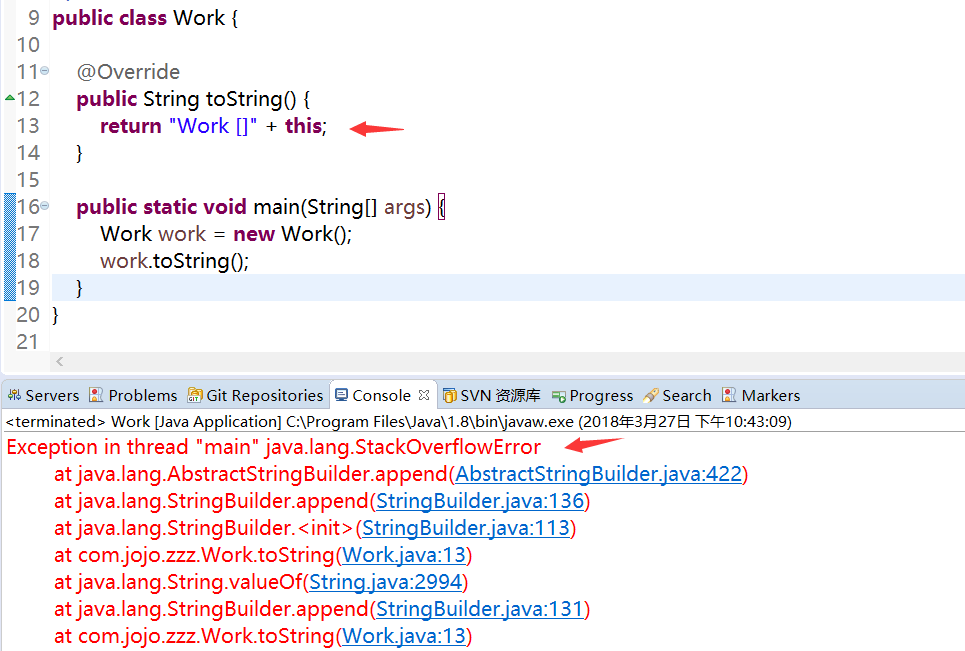 9 public class Work {
10
11 @Override
12 public String toString() {
13 return "Work []" + this;
14 }
15
16 public static void main(String[] args) {
17 Work work = new Work();
18 work.toString();
19 }
20 }
21
Servers Problems Git Repositories Console SVN 资源库 Progress Search Markers
<terminated> Work [Java Application] C:\Program Files\Java\1.8\bin\javaw.exe (2018年3月27日 下午10:43:09)
Exception in thread "main" java.lang.StackOverflowError
at java.lang.AbstractStringBuilder.append(AbstractStringBuilder.java:422)
at java.lang.StringBuilder.append(StringBuilder.java:136)
at java.lang.StringBuilder.<init>(StringBuilder.java:113)
at com.jojo.zzz.Work.toString(Work.java:13)
at java.lang.String.valueOf(String.java:2994)
at java.lang.StringBuilder.append(StringBuilder.java:131)
at com.jojo.zzz.Work.toString(Work.java:13)